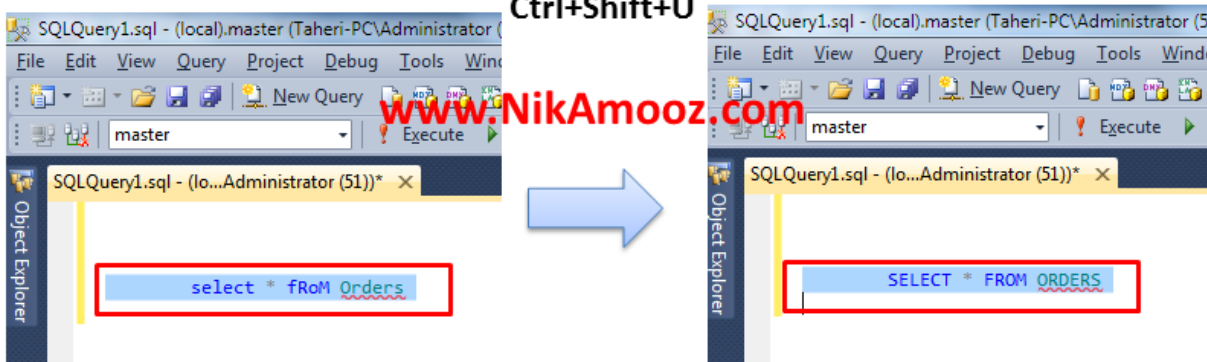 Ctrl+Shift+U
SQLQuery1.sql - (local).master (Taheri-PC\Administrator (
File Edit View Query Project Debug Tools Wind
New Query
master
Execute
SQLQuery1.sql - (lo...Administrator (51))*
Object Explorer
select * fRoM Orders
www.NikAmooz.com
SQLQuery1.sql - (local).master (Taheri-PC\Administrator (5
File Edit View Query Project Debug Tools Windo
New Query
master
Execute
SQLQuery1.sql - (lo...Administrator (51))*
Object Explorer
SELECT * FROM ORDERS